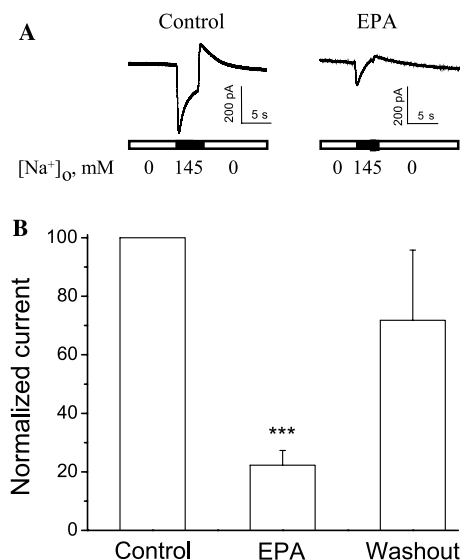 A
Control EPA
200 pA 5 s 200 pA 5 s
[Na⁺]o, mM 0 145 0 0 145 0
B
Normalized current
100
80
60
40
20
0
***
Control EPA Washout